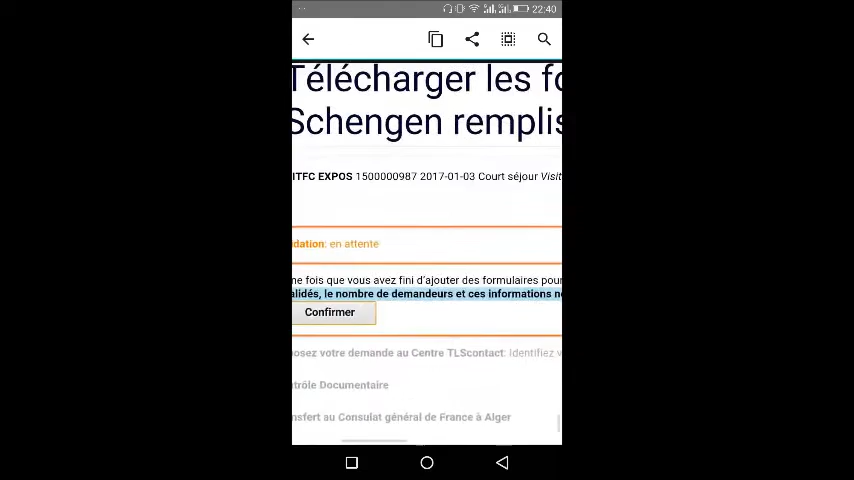 22:40
Télécharger les fo
Schengen remplis
ITFC EXPOS 1500000987 2017-01-03 Court séjour Visit
idation: en attente
ne fois que vous avez fini d'ajouter des formulaires pour
alidés, le nombre de demandeurs et ces informations ne
Confirmer
osez votre demande au Centre TLScontact: Identifiez v
trôle Documentaire
nsfert au Consulat général de France à Alger